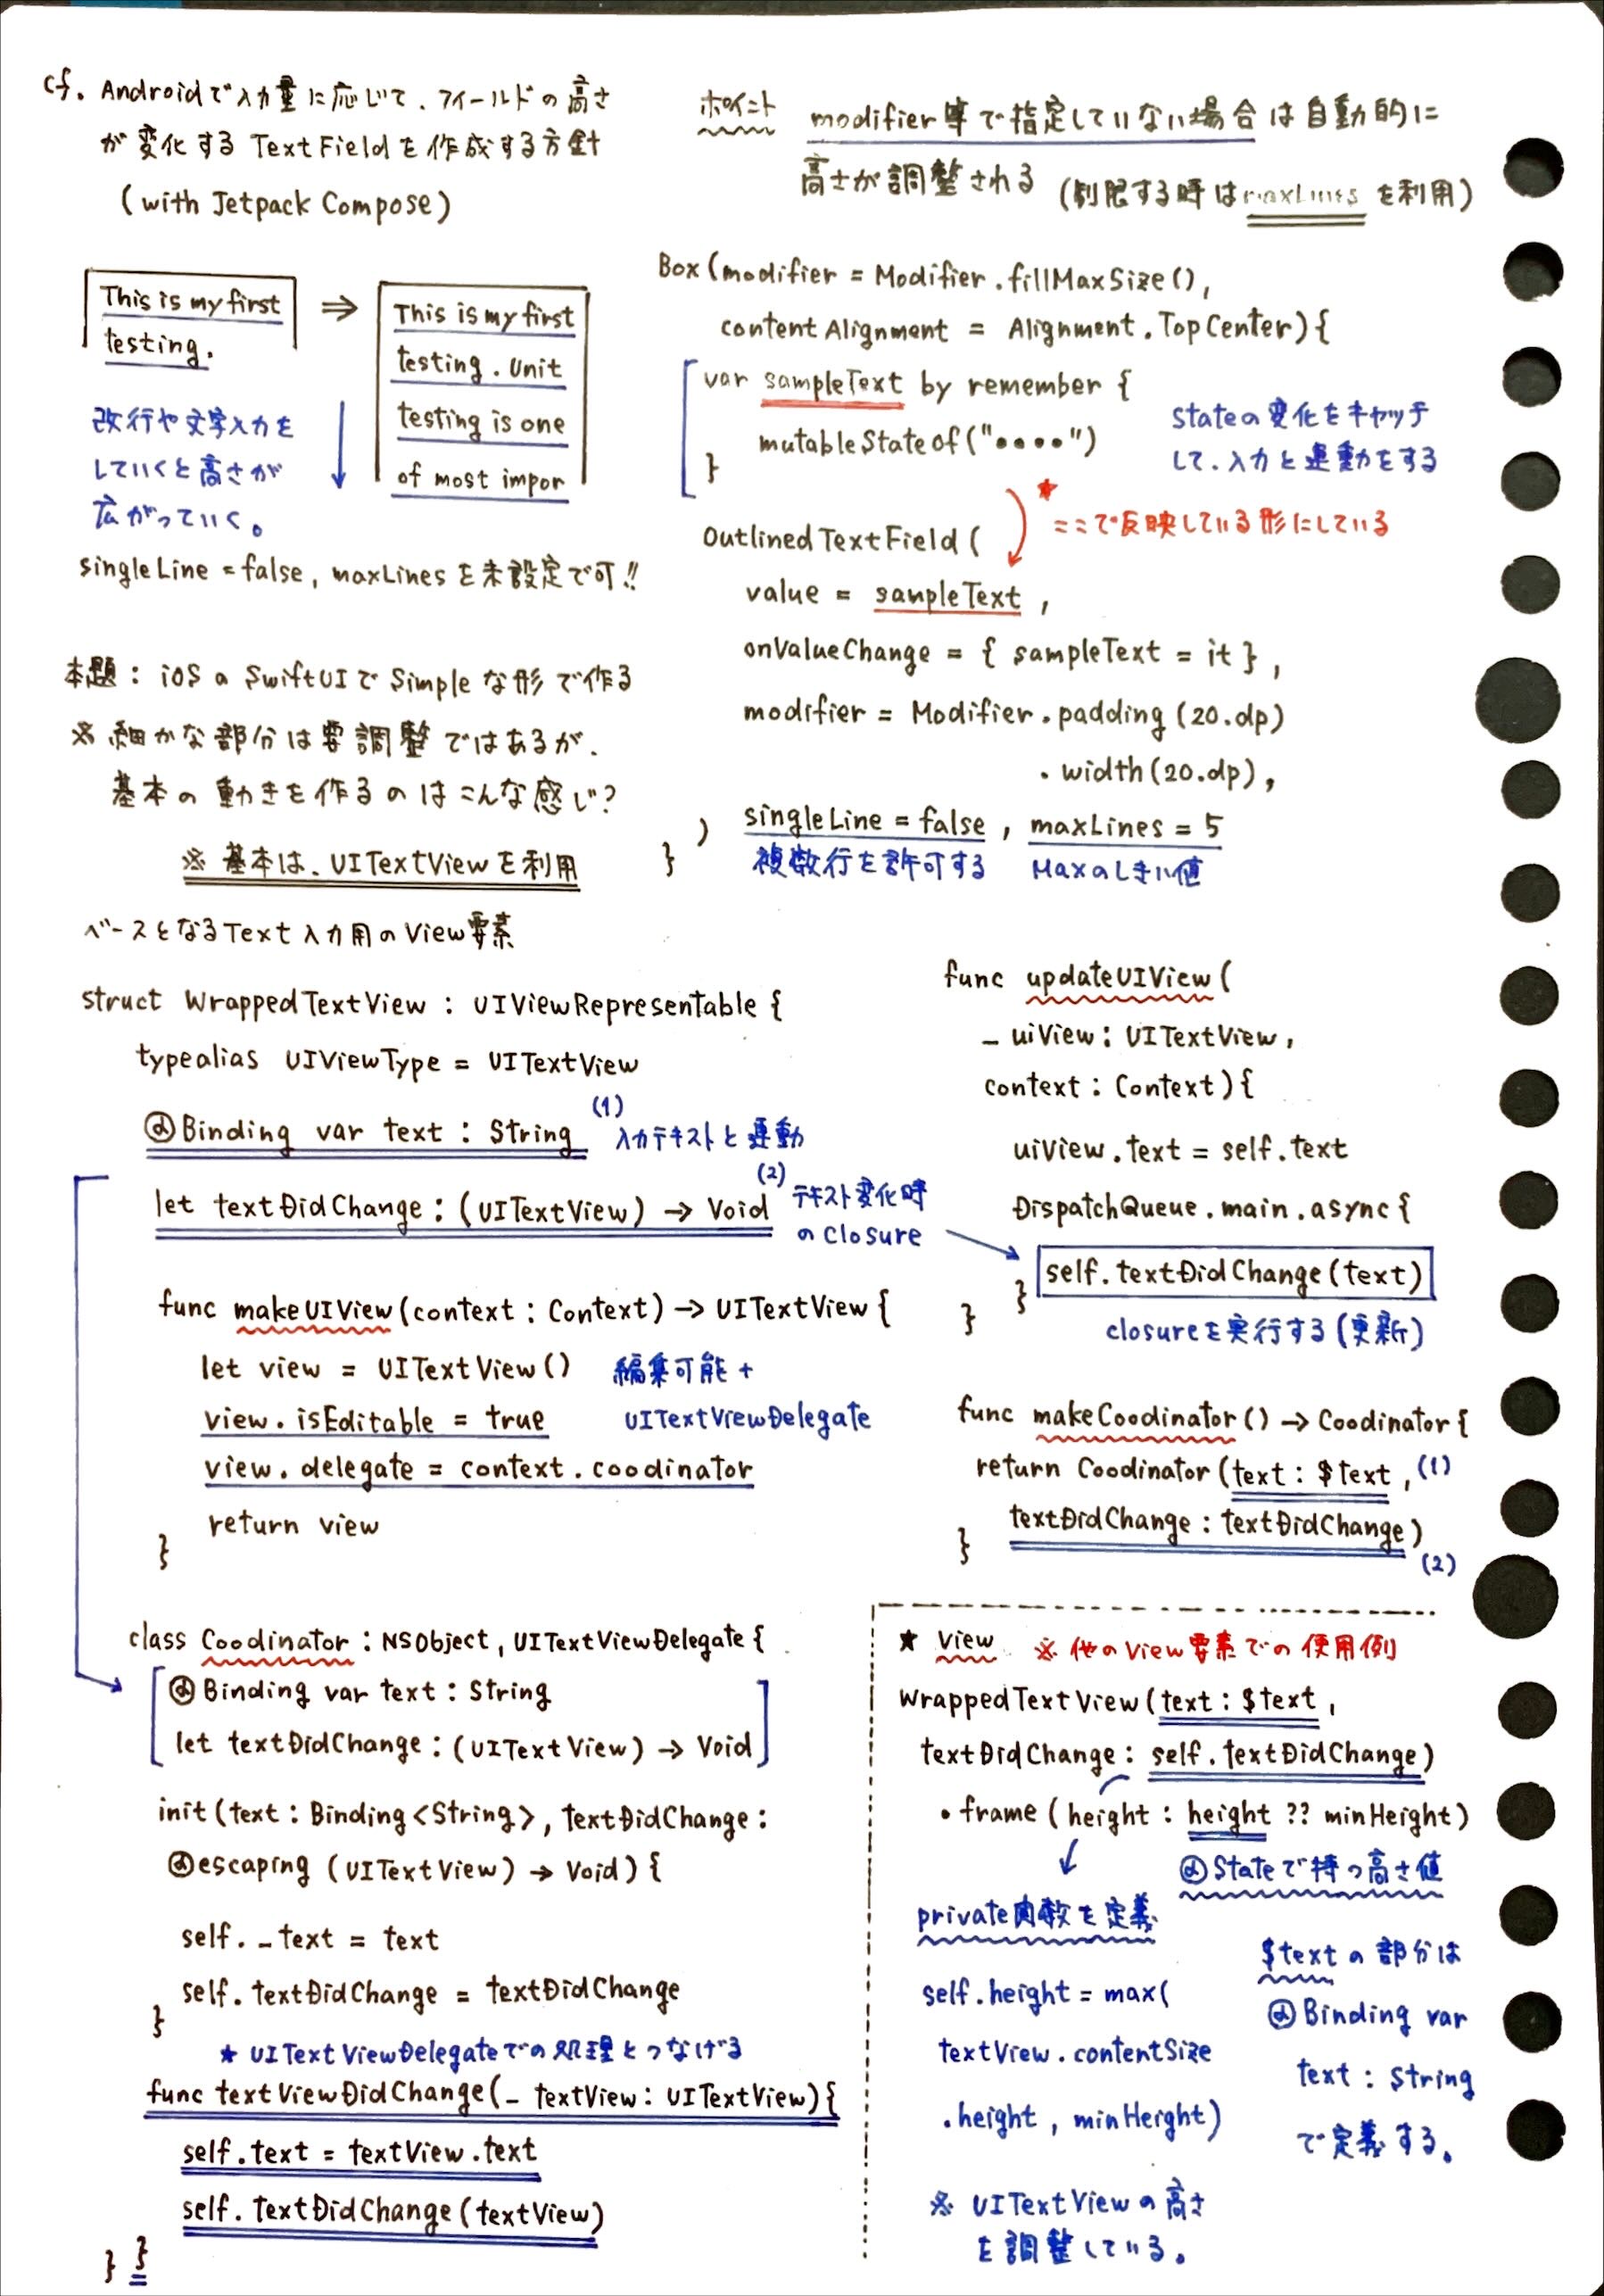 cf. Androidで入力量に応じて、フィールドの高さ
が変化するTextFieldを作成する方針
(with Jetpack Compose)
This is my first
testing.
⇒
This is my first
testing. Unit
testing is one
of most impor
改行や文字入力を
していくと高さが
広がっていく。
singleLine = false, maxLinesを未設定で可!!
ポイント
modifier等で指定していない場合は自動的に
高さが調整される (制限する時はmaxLinesを利用)
Box(modifier = Modifier.fillMaxSize(),
contentAlignment = Alignment.TopCenter){
var sampleText by remember {
mutableStateOf("••••")
}
Stateの変化をキャッチ
して、入力と連動をする
★
ここで反映している形にしている
OutlinedTextField(
value = sampleText,
onValueChange = { sampleText = it },
modifier = Modifier.padding(20.dp)
.width(20.dp),
singleLine = false, maxLines = 5
複数行を許可する
Maxのしきい値
)
}
本題: iOSのSwiftUIでSimpleな形で作る
※細かな部分は要調整ではあるが、
基本の動きを作るのはこんな感じ?
※基本は、UITextViewを利用
ベースとなるText入力用のView要素
struct WrappedTextView : UIViewRepresentable {
typealias UIViewType = UITextView
@Binding var text : String
(1)
入力テキストと連動
let textDidChange : (UITextView) → Void
(2)
テキスト変化時
のclosure
func makeUIView(context : Context) → UITextView {
let view = UITextView()
編集可能 +
view.isEditable = true
UITextViewDelegate
view.delegate = context.coodinator
return view
}
func updateUIView(
_ uiView : UITextView,
context : Context){
uiView.text = self.text
DispatchQueue.main.async {
self.textDidChange(text)
}
}
closureを実行する(更新)
func makeCoodinator() → Coodinator {
return Coodinator(text : $text, (1)
textDidChange : textDidChange)
(2)
}
class Coodinator : NSObject, UITextViewDelegate {
@Binding var text : String
let textDidChange : (UITextView) → Void
init(text : Binding<String>, textDidChange :
@escaping (UITextView) → Void) {
self._text = text
self.textDidChange = textDidChange
}
★ UITextViewDelegateでの処理とつなげる
func textViewDidChange(_ textView : UITextView){
self.text = textView.text
self.textDidChange(textView)
}
}
★ View ※他のView要素での使用例
WrappedTextView(text : $text,
textDidChange : self.textDidChange)
.frame(height : height ?? minHeight)
@Stateで持つ高さ値
private関数を定義
self.height = max(
textView.contentSize
.height, minHeight)
$textの部分は
@Binding var
text : String
で定義する。
※ UITextViewの高さ
を調整している。